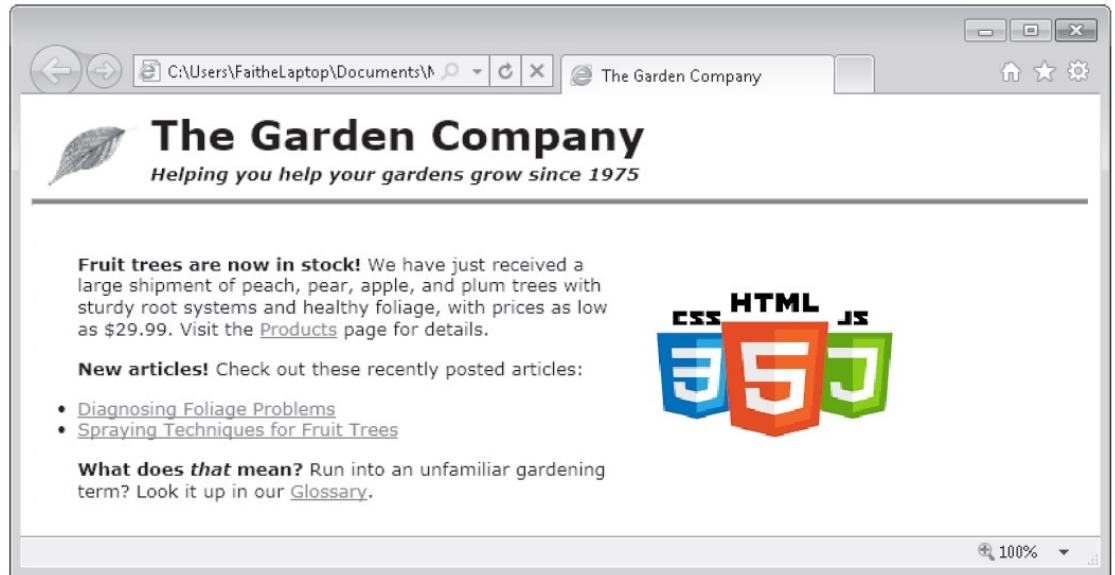 C:\Users\FaitheLaptop\Documents\M
The Garden Company
The Garden Company
Helping you help your gardens grow since 1975
Fruit trees are now in stock! We have just received a
large shipment of peach, pear, apple, and plum trees with
sturdy root systems and healthy foliage, with prices as low
as $29.99. Visit the Products page for details.
New articles! Check out these recently posted articles:
• Diagnosing Foliage Problems
• Spraying Techniques for Fruit Trees
What does that mean? Run into an unfamiliar gardening
term? Look it up in our Glossary.
CSS HTML JS
3 5 J
100%